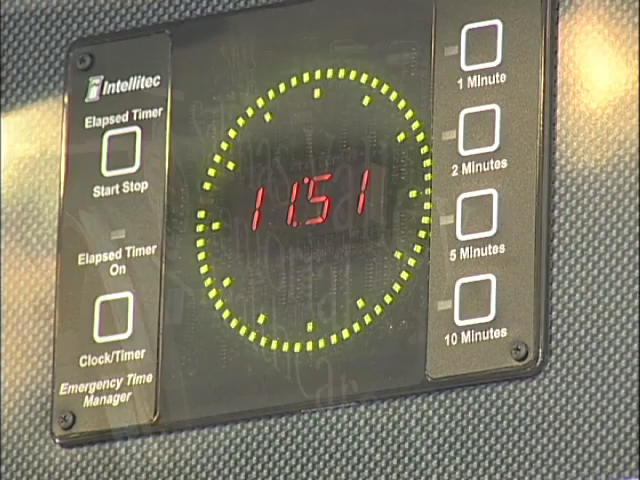 Intellitec
Elapsed Timer
Start Stop
Elapsed Timer
On
Clock/Timer
Emergency Time
Manager
11:51
1 Minute
2 Minutes
5 Minutes
10 Minutes